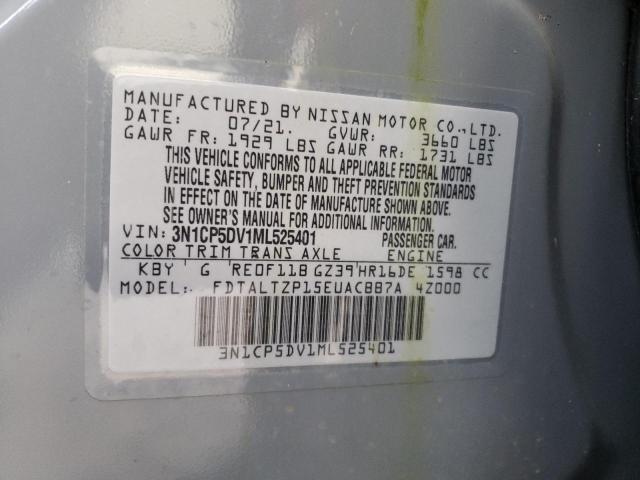 MANUFACTURED BY NISSAN MOTOR CO., LTD.
DATE: 07/21. GVWR: 3660 LBS
GAWR FR: 1929 LBS GAWR RR: 1731 LBS
THIS VEHICLE CONFORMS TO ALL APPLICABLE FEDERAL MOTOR
VEHICLE SAFETY, BUMPER AND THEFT PREVENTION STANDARDS
IN EFFECT ON THE DATE OF MANUFACTURE SHOWN ABOVE.
SEE OWNER'S MANUAL FOR ADDITIONAL INFORMATION.
VIN: 3N1CP5DV1ML525401 PASSENGER CAR.
COLOR TRIM TRANS AXLE ENGINE
KBY G RE0F11B GZ39 HR16DE 1598 CC
MODEL: FDTALTZP15EUACBB7A 4Z000
3N1CP5DV1ML525401